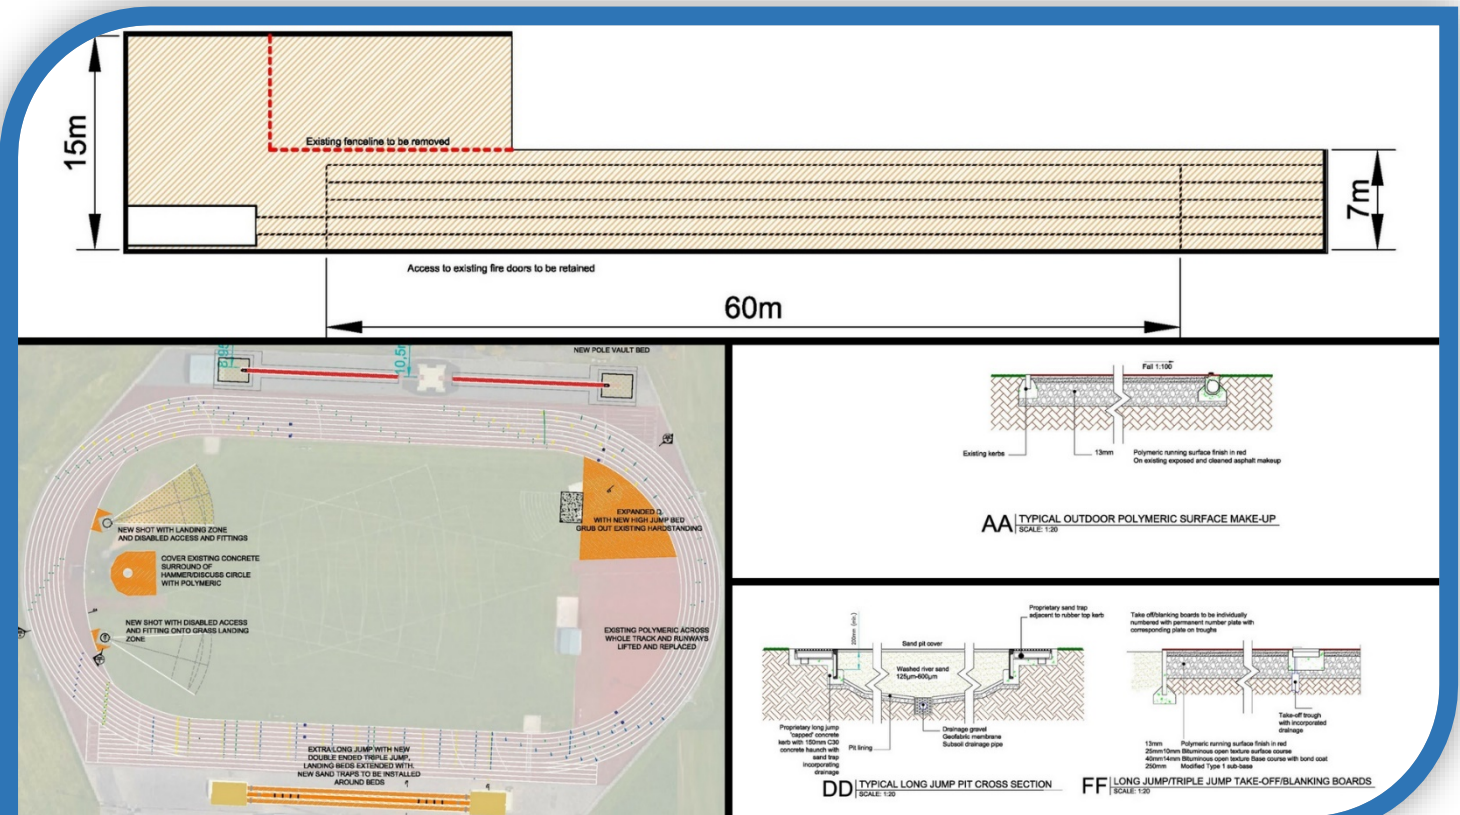 15m
Existing fenceline to be removed
7m
Access to existing fire doors to be retained
60m
NEW POLE VAULT BED
10.5m
NEW SHOT WITH LANDING ZONE
AND DISABLED ACCESS AND FITTINGS
COVER EXISTING CONCRETE
SURROUND OF
HAMMER/DISCUSS CIRCLE
WITH POLYMERIC
NEW SHOT WITH DISABLED ACCESS
AND FITTING ONTO GRASS LANDING
ZONE
EXPANDED D,
WITH NEW HIGH JUMP BED
GRUB OUT EXISTING HARDSTANDING
EXISTING POLYMERIC ACROSS
WHOLE TRACK AND RUNWAYS
LIFTED AND REPLACED
EXTRA LONG JUMP WITH NEW
DOUBLE ENDED TRIPLE JUMP,
LANDING BEDS EXTENDED WITH,
NEW SAND TRAPS TO BE INSTALLED
AROUND BEDS
Fall 1:100
Existing kerbs
13mm
Polymeric running surface finish in red
On existing exposed and cleaned asphalt makeup
AA TYPICAL OUTDOOR POLYMERIC SURFACE MAKE-UP
SCALE: 1:20
Proprietary sand trap
adjacent to rubber top kerb
Sand pit cover
Washed river sand
125µm-600µm
Proprietary long jump
'capped' concrete
kerb with 150mm C30
concrete haunch with
sand trap
incorporating
drainage
Pit lining
Drainage gravel
Geofabric membrane
Subsoil drainage pipe
DD TYPICAL LONG JUMP PIT CROSS SECTION
SCALE: 1:20
Take off/blanking boards to be individually
numbered with permanent number plate with
corresponding plate on troughs
Take-off trough
with incorporated
drainage
13mm Polymeric running surface finish in red
25mm10mm Bituminous open texture surface course
40mm14mm Bituminous open texture Base course with bond coat
250mm Modified Type 1 sub-base
FF LONG JUMP/TRIPLE JUMP TAKE-OFF/BLANKING BOARDS
SCALE: 1:20